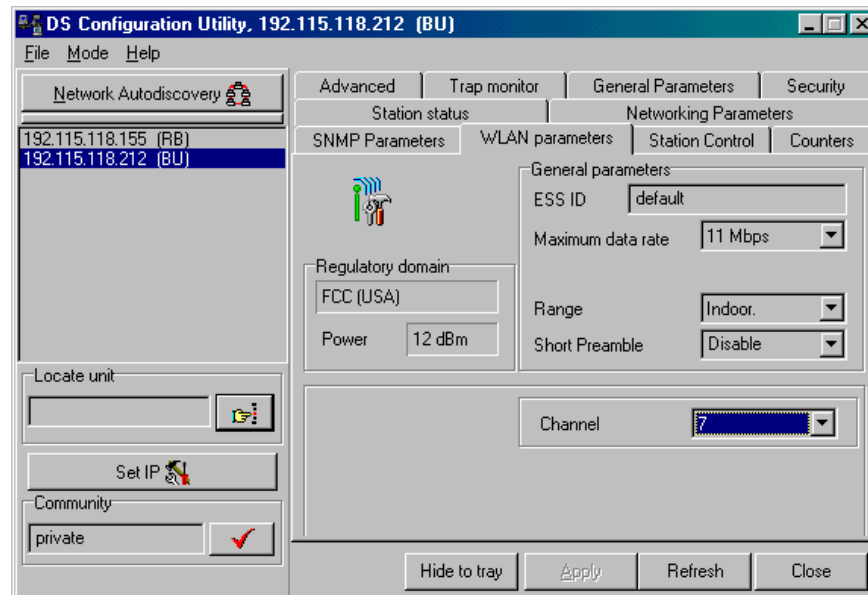 DS Configuration Utility, 192.115.118.212 (BU)
File Mode Help
Network Autodiscovery
192.115.118.155 (RB)
192.115.118.212 (BU)
Locate unit
Set IP
Community
private
Advanced Trap monitor General Parameters Security
Station status Networking Parameters
SNMP Parameters WLAN parameters Station Control Counters
Regulatory domain
FCC (USA)
Power 12 dBm
General parameters
ESS ID default
Maximum data rate 11 Mbps
Range Indoor.
Short Preamble Disable
Channel 7
Hide to tray Apply Refresh Close